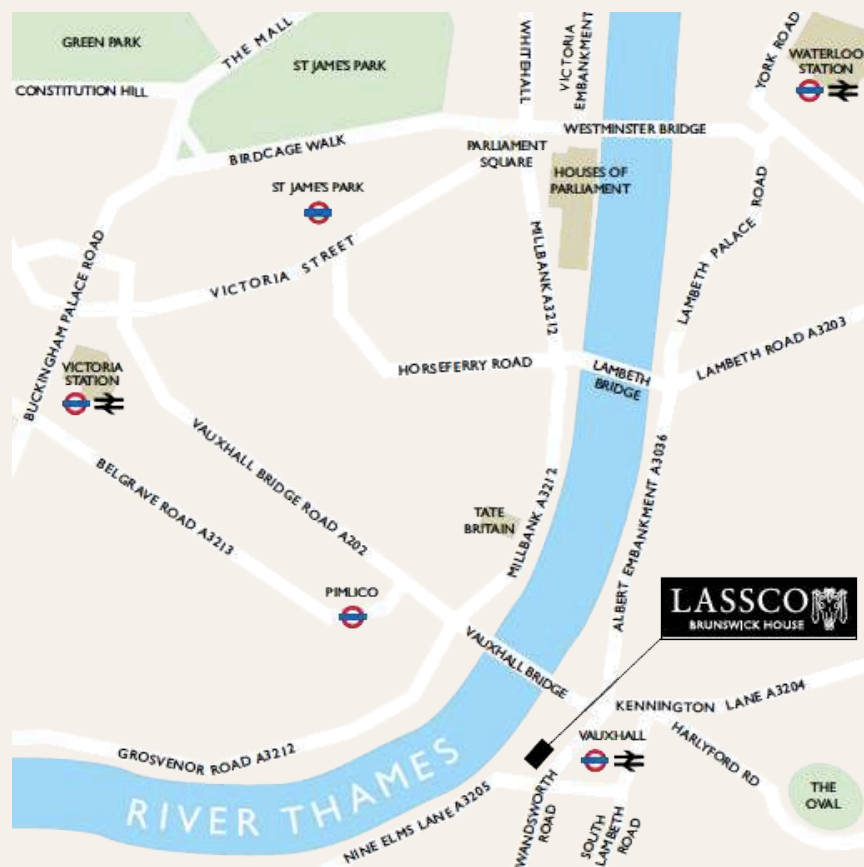 GREEN PARK
THE MALL
ST JAME'S PARK
WHITEHALL
VICTORIA
EMBANKMENT
YORK ROAD
WATERLOO
STATION
CONSTITUTION HILL
BIRDCAGE WALK
PARLIAMENT
SQUARE
WESTMINSTER BRIDGE
HOUSES OF
PARLIAMENT
ST JAME'S PARK
LAMBETH PALACE ROAD
VICTORIA STREET
MILLBANK A3212
BUCKINGHAM PALACE ROAD
VICTORIA
STATION
HORSEFERRY ROAD
LAMBETH
BRIDGE
LAMBETH ROAD A3203
VAUXHALL BRIDGE ROAD A202
BELGRAVE ROAD A3213
TATE
BRITAIN
MILLBANK A3212
ALBERT EMBANKMENT A3036
PIMLICO
LASSCO
BRUNSWICK HOUSE
VAUXHALL BRIDGE
KENNINGTON LANE A3204
VAUXHALL
HARLYFORD RD
GROSVENOR ROAD A3212
RIVER THAMES
NINE ELMS LANE A3205
WANDSWORTH
ROAD
SOUTH
LAMBETH
ROAD
THE
OVAL